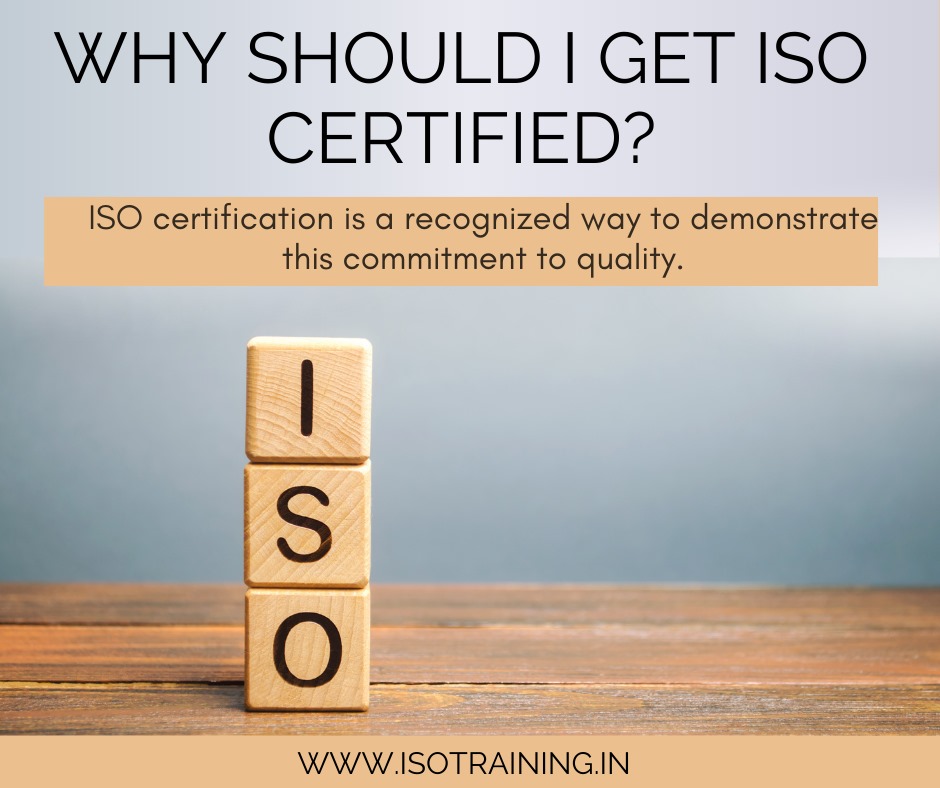 WHY SHOULD I GET ISO
CERTIFIED?
ISO certification is a recognized way to demonstrate
this commitment to quality.
I
S
O
WWW.ISOTRAINING.IN